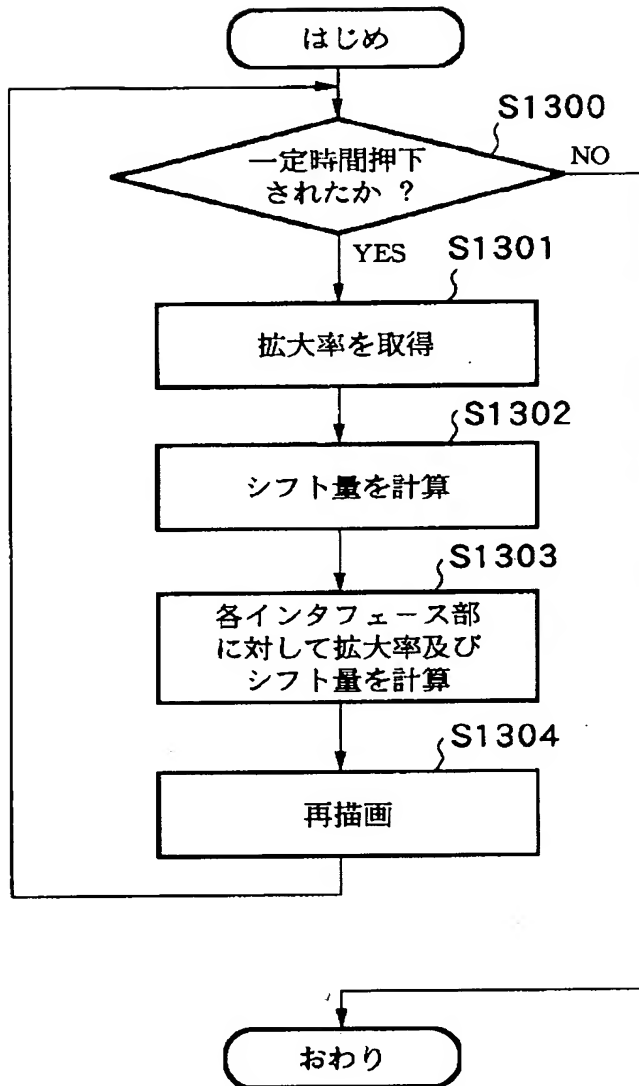 はじめ
S1300
一定時間押下
されたか ?
NO
YES
S1301
拡大率を取得
S1302
シフト量を計算
S1303
各インタフェース部
に対して拡大率及び
シフト量を計算
S1304
再描画
おわり